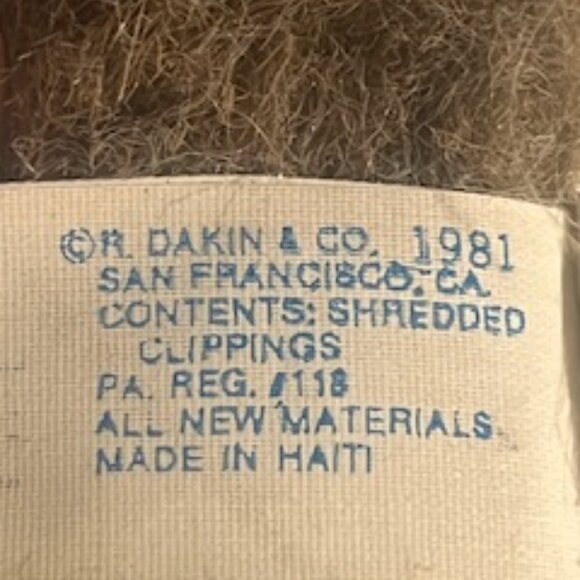 © R. DAKIN & CO. 1981
SAN FRANCISCO, CA.
CONTENTS: SHREDDED
CLIPPINGS
PA. REG. #118
ALL NEW MATERIALS.
MADE IN HAITI